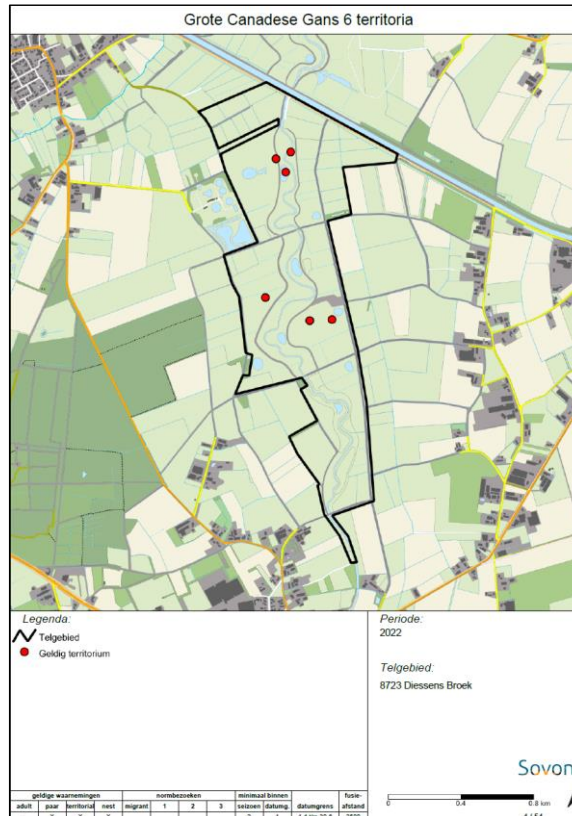 Grote Canadese Gans 6 territoria
Legenda:
Telgebied
Geldig territorium
Periode:
2022
Telgebied:
8723 Diessens Broek
Sovon
0 0.4 0.8 km
geldige waarnemingen normbezoeken minimaal binnen fusie-
adult paar territoriaal nest migrant 1 2 3 seizoen datumg. datumgrens afstand